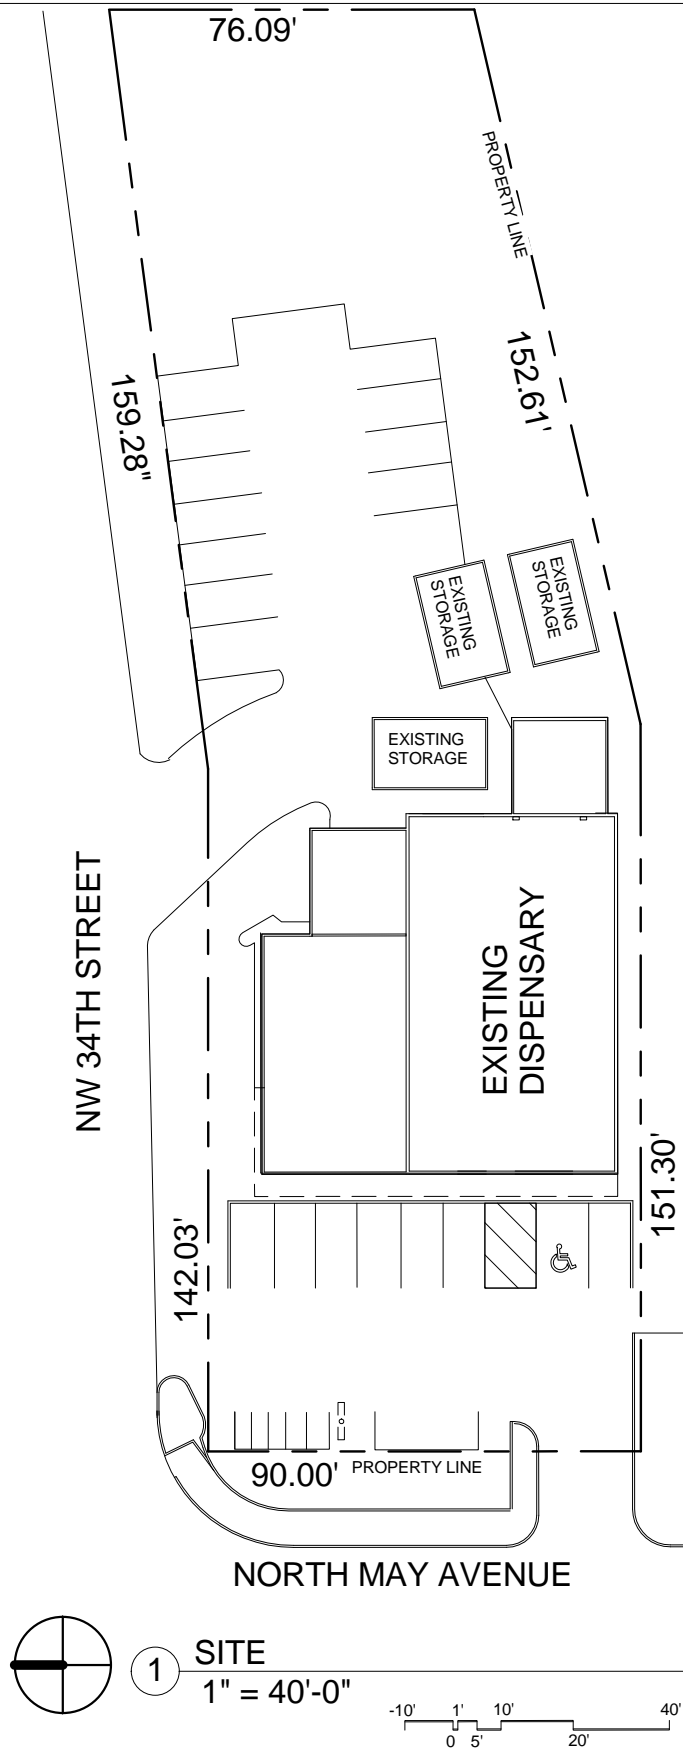 76.09'
PROPERTY LINE
152.61'
159.28"
EXISTING
STORAGE
EXISTING
STORAGE
EXISTING
STORAGE
NW 34TH STREET
EXISTING
DISPENSARY
151.30'
142.03'
90.00'
PROPERTY LINE
NORTH MAY AVENUE
1
SITE
1" = 40'-0"
-10' 1' 10' 40'
0 5' 20'